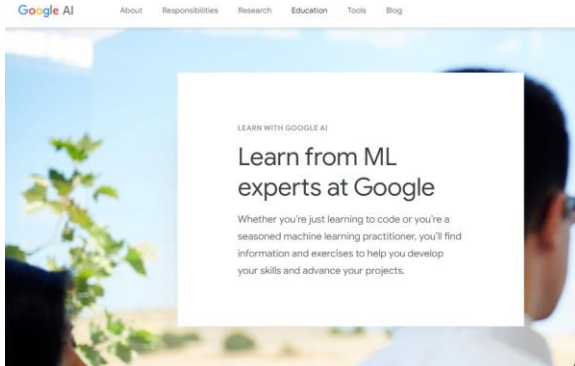 Google AI About Responsibilities Research Education Tools Blog
LEARN WITH GOOGLE AI
Learn from ML
experts at Google
Whether you're just learning to code or you're a
seasoned machine learning practitioner, you'll find
information and exercises to help you develop
your skills and advance your projects.